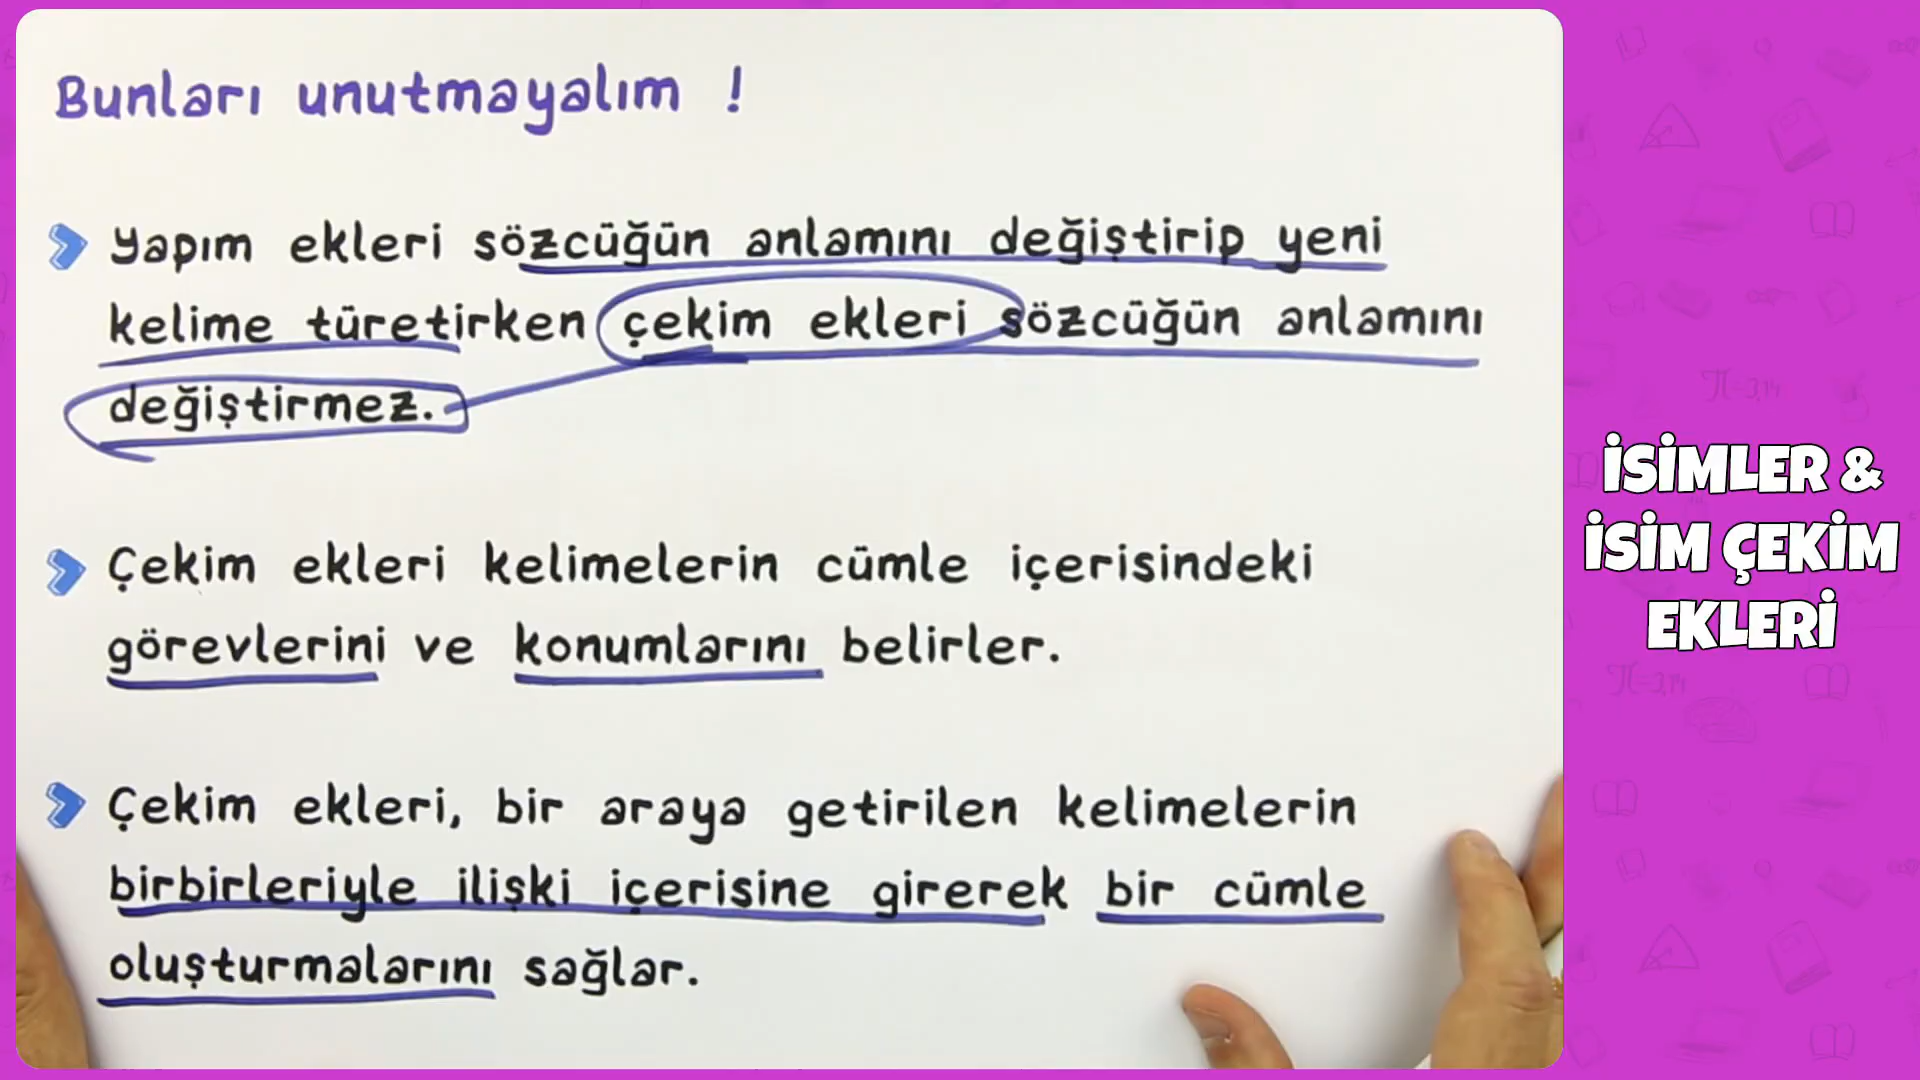 Bunları unutmayalım !
Yapım ekleri sözcüğün anlamını değiştirip yeni
kelime türetirken çekim ekleri sözcüğün anlamını
değiştirmez.
Çekim ekleri kelimelerin cümle içerisindeki
görevlerini ve konumlarını belirler.
Çekim ekleri, bir araya getirilen kelimelerin
birbirleriyle ilişki içerisine girerek bir cümle
oluşturmalarını sağlar.
İSİMLER &
İSİM ÇEKİM
EKLERİ